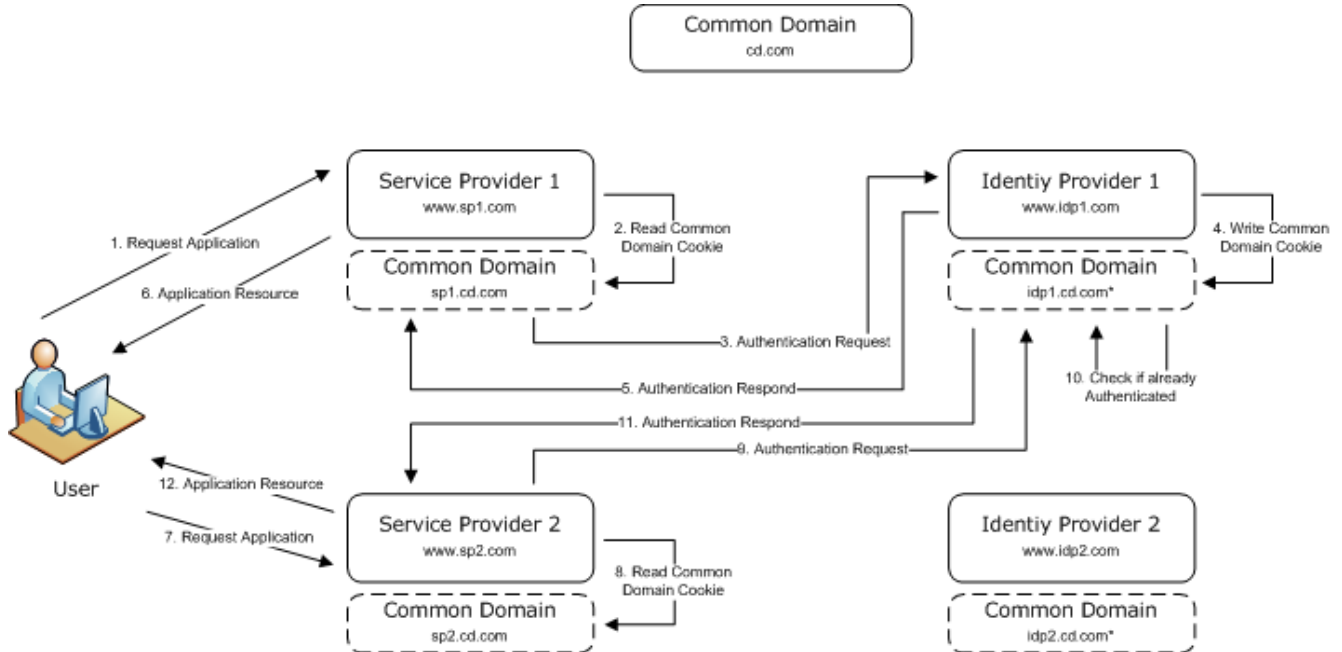 Common Domain
cd.com
Service Provider 1
www.sp1.com
Identiy Provider 1
www.idp1.com
2. Read Common
Domain Cookie
4. Write Common
Domain Cookie
1. Request Application
Common Domain
sp1.cd.com
Common Domain
idp1.cd.com*
6. Application Resource
3. Authentication Request
10. Check if already
Authenticated
5. Authentication Respond
11. Authentication Respond
9. Authentication Request
User
12. Application Resource
7. Request Application
Service Provider 2
www.sp2.com
Identiy Provider 2
www.idp2.com
8. Read Common
Domain Cookie
Common Domain
sp2.cd.com
Common Domain
idp2.cd.com*